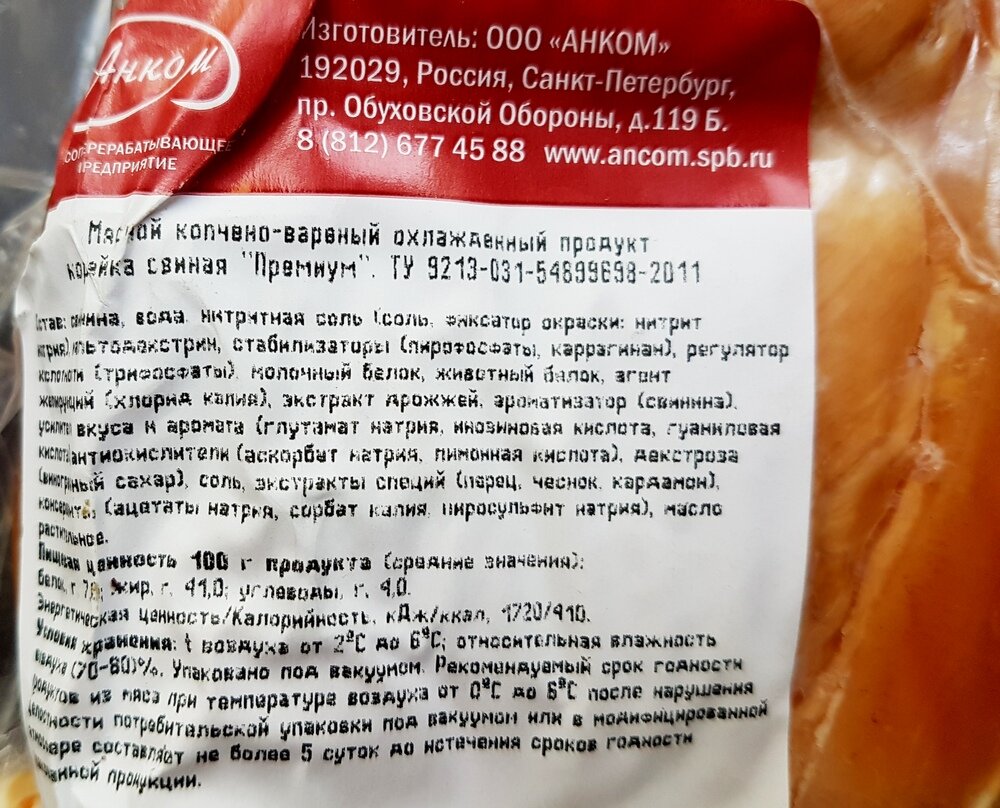 Анком
ПРЕДПРИЯТИЕ
Изготовитель: ООО «АНКОМ»
192029, Россия, Санкт-Петербург,
пр. Обуховской Обороны, д.119 Б.
8 (812) 677 45 88 www.ancom.spb.ru
Мясной копчено-вареный охлажденный продукт
корейка свиная "Премиум". ТУ 9213-031-54899698-2011
свинина, вода, нитритная соль (соль, фиксатор окраски: нитрит
стабилизаторы (пирофосфаты, каррагинан), регулятор
(трифосфаты), молочный белок, животный белок, агент
(хлорид калия), экстракт дрожжей, ароматизатор (свинина),
вкуса и аромата (глутамат натрия, инозиновая кислота, гуаниловая
антиокислители (аскорбат натрия, лимонная кислота), декстроза
сахар), соль, экстракты специй (перец, чеснок, кардамон),
(ацетаты натрия, сорбат калия, пиросульфит натрия), масло
Пищевая ценность 100 г продукта (средние значения):
жир, г. 41,0; углеводы, г. 4,0.
Энергетическая ценность/Калорийность, кДж/ккал, 1720/410.
Условия хранения: t воздуха от 2°C до 6°C; относительная влажность
(70-80)%. Упаковано под вакуумом. Рекомендуемый срок годности
из мяса при температуре воздуха от 0°C до 6°C после нарушения
потребительской упаковки под вакуумом или в модифицированной
составляет не более 5 суток до истечения сроков годности
продукции.